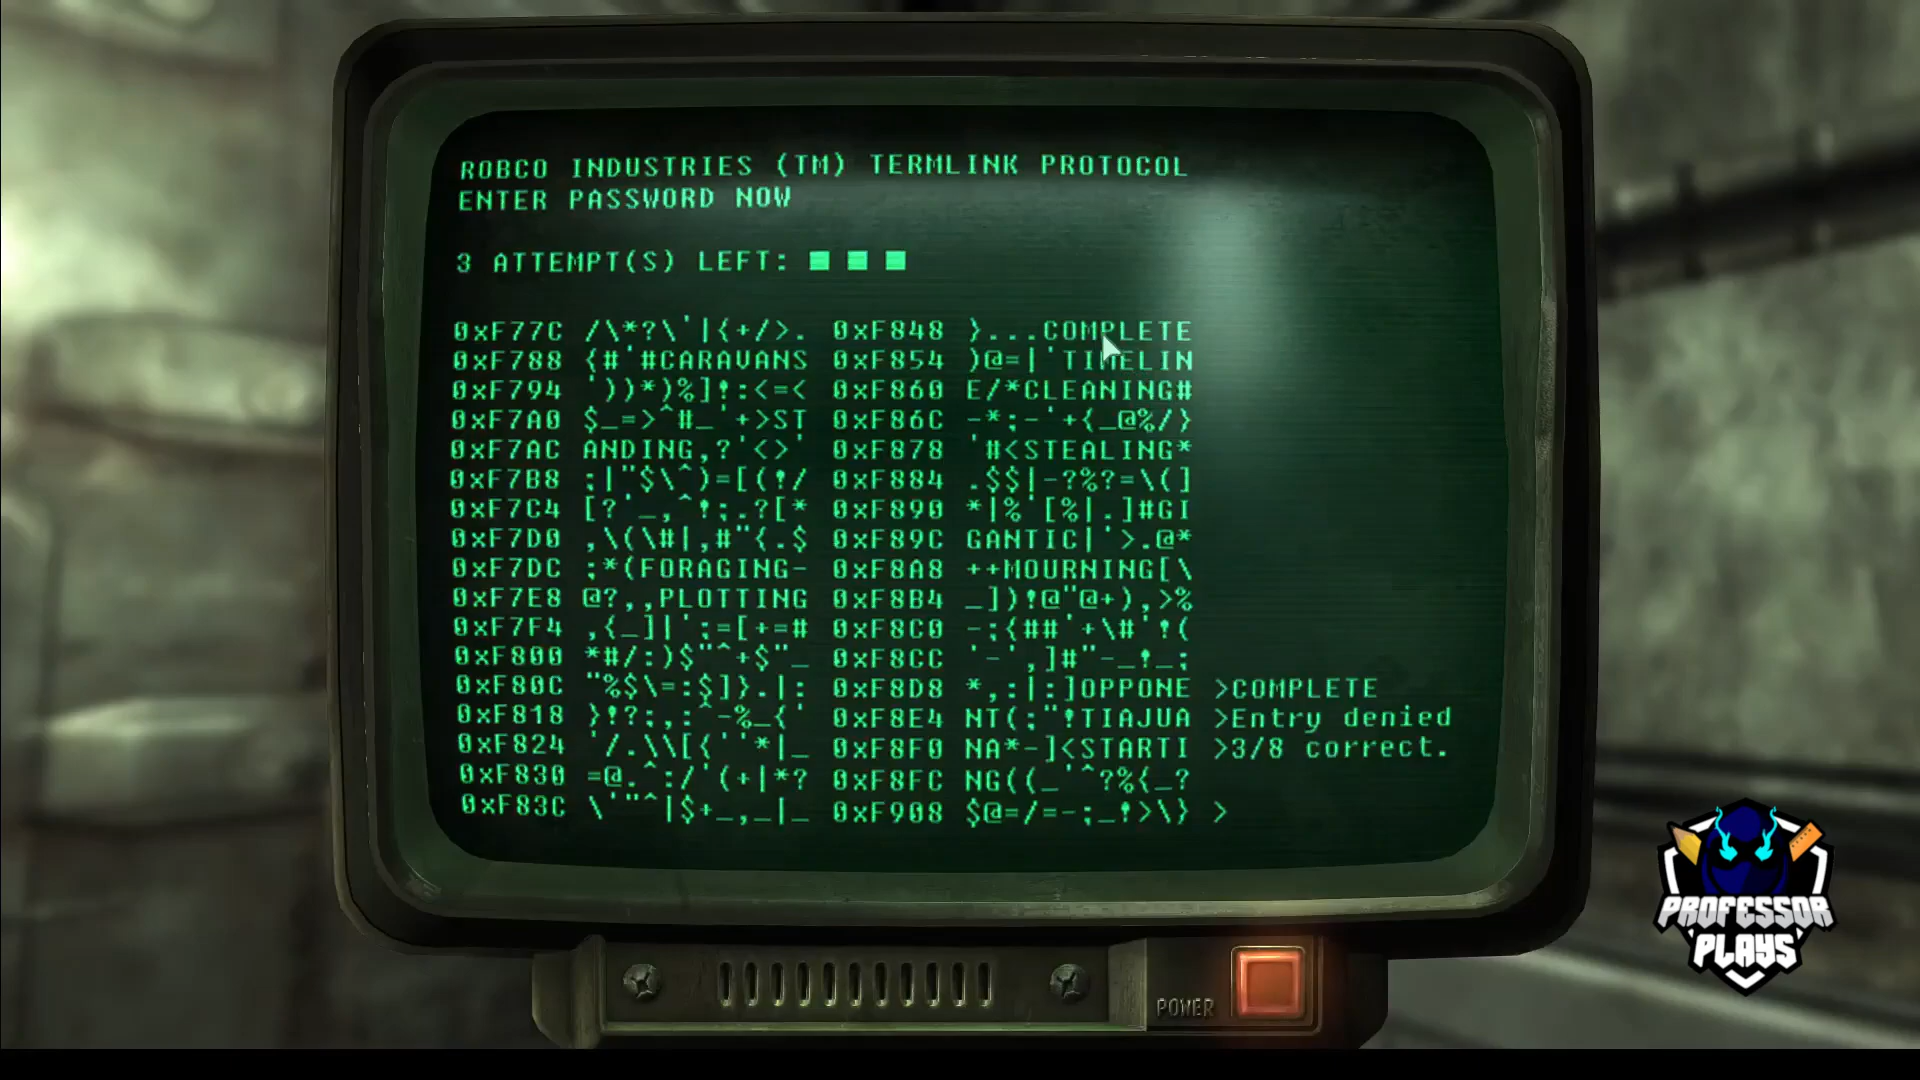 ROBCO INDUSTRIES (TM) TERMLINK PROTOCOL
ENTER PASSWORD NOW
3 ATTEMPT(S) LEFT: ■ ■ ■
0xF77C /\*?\'|{+/>. 0xF848 }...COMPLETE
0xF788 {#'#CARAVANS 0xF854 )@=|'TIMELIN
0xF794 '))*)%]!:<=< 0xF860 E/*CLEANING#
0xF7A0 $_=>^#_'+>ST 0xF86C -*;-'+{_@%/}
0xF7AC ANDING,?'<>' 0xF878 '#<STEALING*
0xF7B8 ;|"$\^)=[(!/ 0xF884 .$$|-?%?=\(]
0xF7C4 [?'_,^!;.?[* 0xF890 *|%'[%|.]#GI
0xF7D0 ,\(\#|,#"{.$ 0xF89C GANTIC|'>.@*
0xF7DC ;*(FORAGING- 0xF8A8 ++MOURNING[\
0xF7E8 @?,,PLOTTING 0xF8B4 _])!@"@+),>%
0xF7F4 ,{_]|';=[+=# 0xF8C0 -;{##'+\#'!(
0xF800 *#/:)$"^+$"_ 0xF8CC '-',]#"-_!_;
0xF80C "%$\=:$]}.|: 0xF8D8 *,:|:]OPPONE >COMPLETE
0xF818 }!?;,:^-%_{' 0xF8E4 NT(;"!TIAJUA >Entry denied
0xF824 '/.\\[{''*|_ 0xF8F0 NA*-]<STARTI >3/8 correct.
0xF830 =@.^:/'(+|*? 0xF8FC NG((_'^?%{_?
0xF83C \'"^|$+_,_|_ 0xF908 $@=/=-;_!>\} >
POWER
PROFESSOR
PLAYS